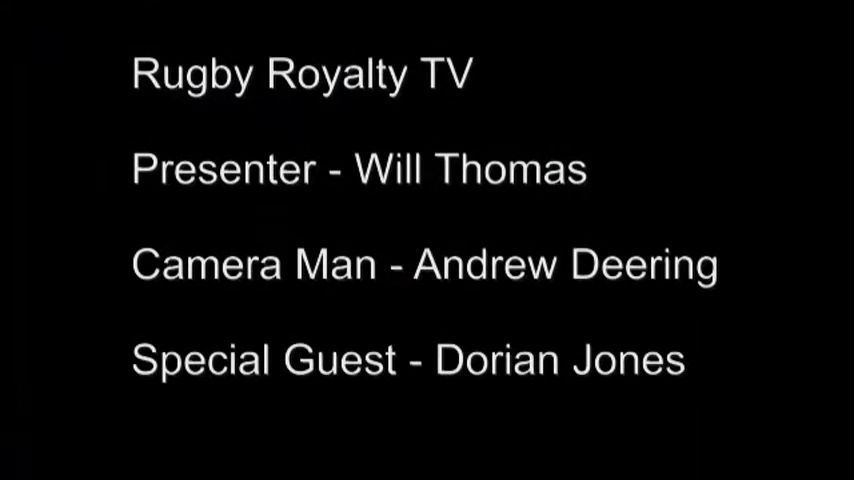 Rugby Royalty TV
Presenter - Will Thomas
Camera Man - Andrew Deering
Special Guest - Dorian Jones